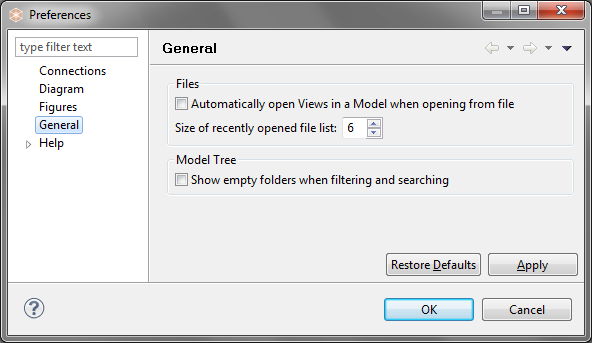 Preferences
type filter text
Connections
Diagram
Figures
General
Help
General
Files
Automatically open Views in a Model when opening from file
Size of recently opened file list: 6
Model Tree
Show empty folders when filtering and searching
Restore Defaults Apply
? OK Cancel